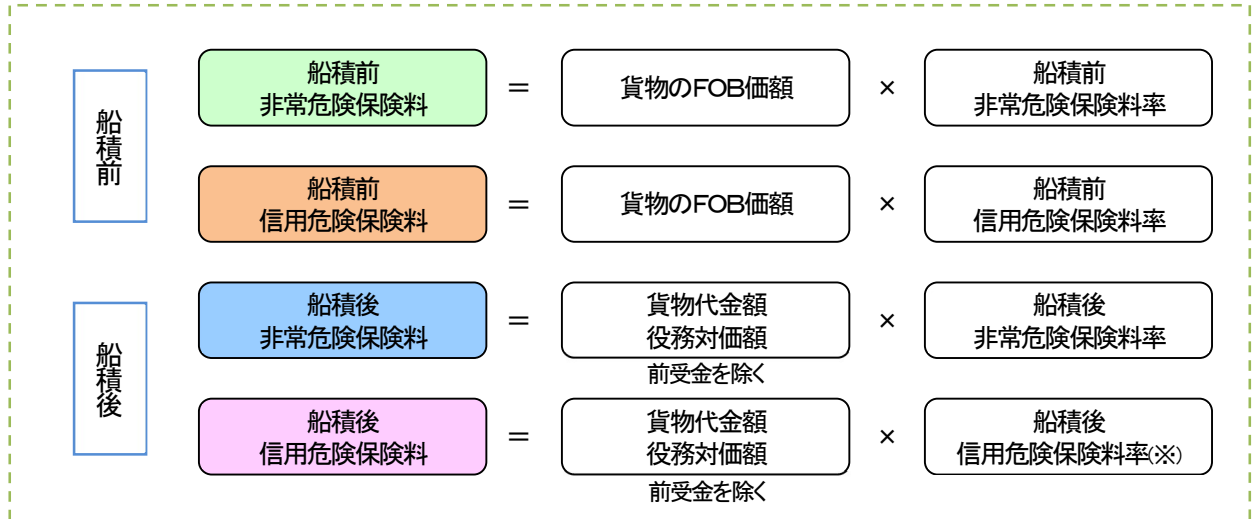 船積前
船積前
非常危険保険料
=
貨物のFOB価額
×
船積前
非常危険保険料率
船積前
信用危険保険料
=
貨物のFOB価額
×
船積前
信用危険保険料率
船積後
船積後
非常危険保険料
=
貨物代金額
役務対価額
前受金を除く
×
船積後
非常危険保険料率
船積後
信用危険保険料
=
貨物代金額
役務対価額
前受金を除く
×
船積後
信用危険保険料率(※)